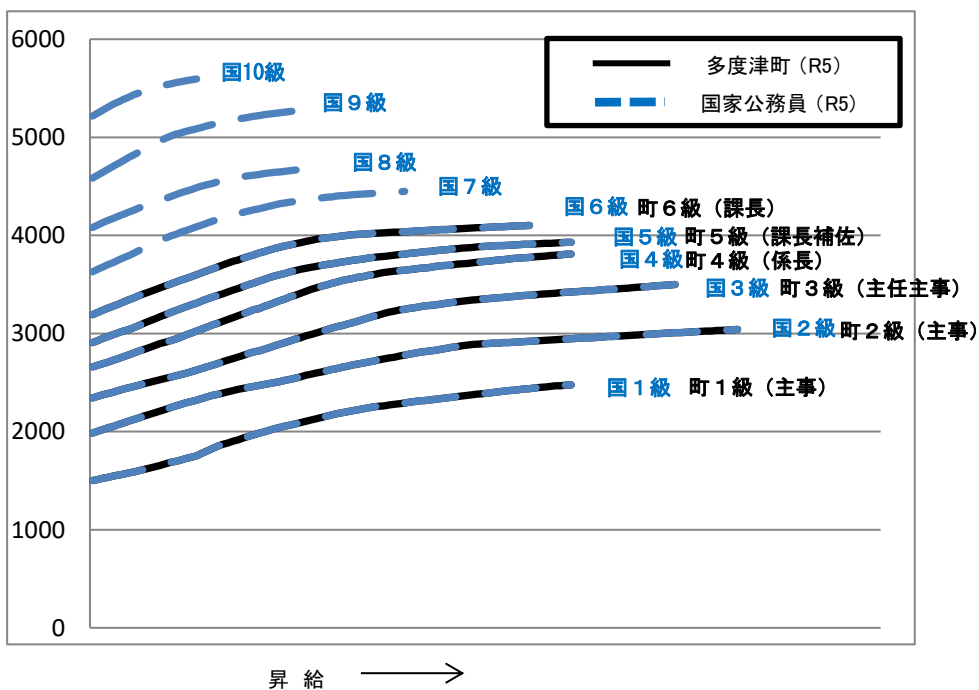 6000
5000
4000
3000
2000
1000
0
多度津町（R5）
国家公務員（R5）
国10級
国９級
国８級
国７級
国６級 町６級（課長）
国５級 町５級（課長補佐）
国４級 町４級（係長）
国３級 町３級（主任主事）
国２級 町２級（主事）
国１級 町１級（主事）
昇 給